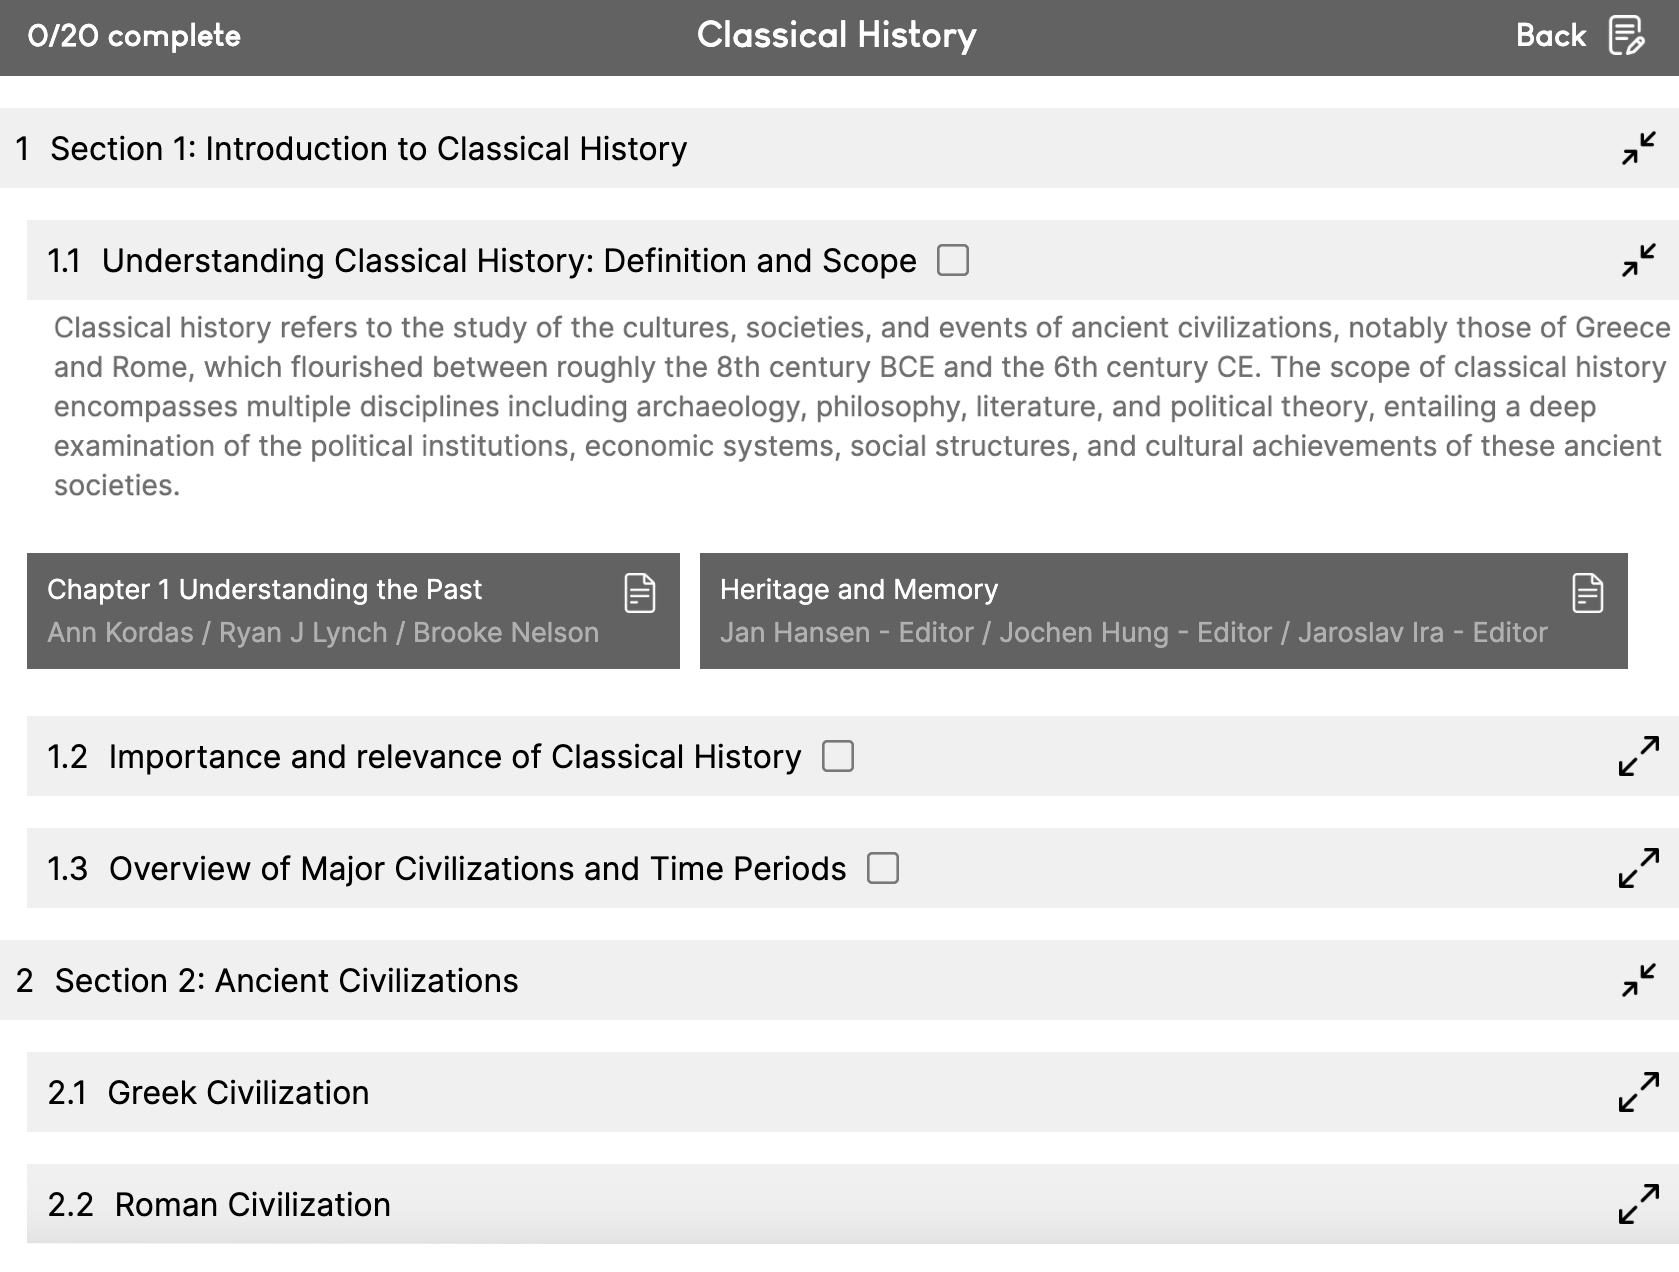 0/20 complete
Classical History
Back
1 Section 1: Introduction to Classical History
1.1 Understanding Classical History: Definition and Scope
Classical history refers to the study of the cultures, societies, and events of ancient civilizations, notably those of Greece
and Rome, which flourished between roughly the 8th century BCE and the 6th century CE. The scope of classical history
encompasses multiple disciplines including archaeology, philosophy, literature, and political theory, entailing a deep
examination of the political institutions, economic systems, social structures, and cultural achievements of these ancient
societies.
Chapter 1 Understanding the Past
Ann Kordas / Ryan J Lynch / Brooke Nelson
Heritage and Memory
Jan Hansen - Editor / Jochen Hung - Editor / Jaroslav Ira - Editor
1.2 Importance and relevance of Classical History
1.3 Overview of Major Civilizations and Time Periods
2 Section 2: Ancient Civilizations
2.1 Greek Civilization
2.2 Roman Civilization